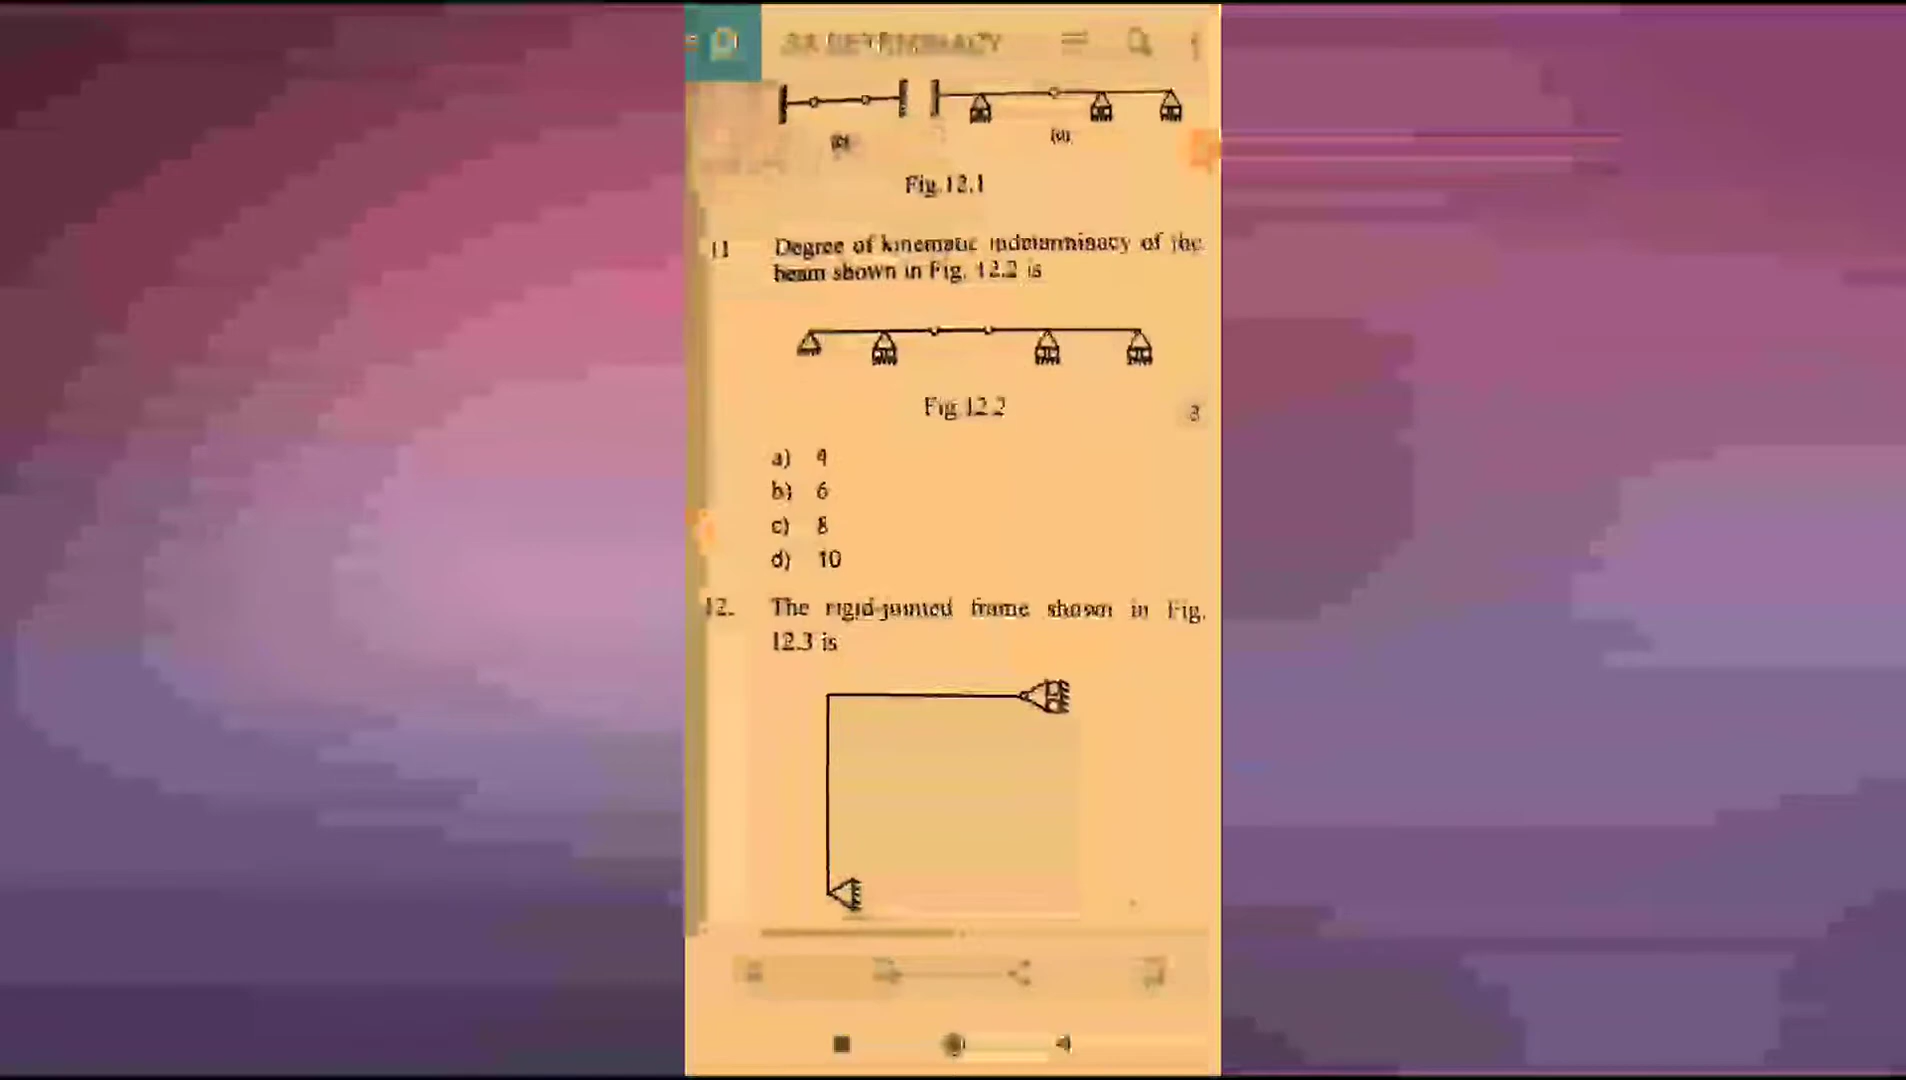 Fig.12.1
11 Degree of kinematic indeterminacy of the
beam shown in Fig. 12.2 is
Fig 12.2
3
a) 4
b) 6
c) 8
d) 10
12. The rigid-jointed frame shown in Fig.
12.3 is